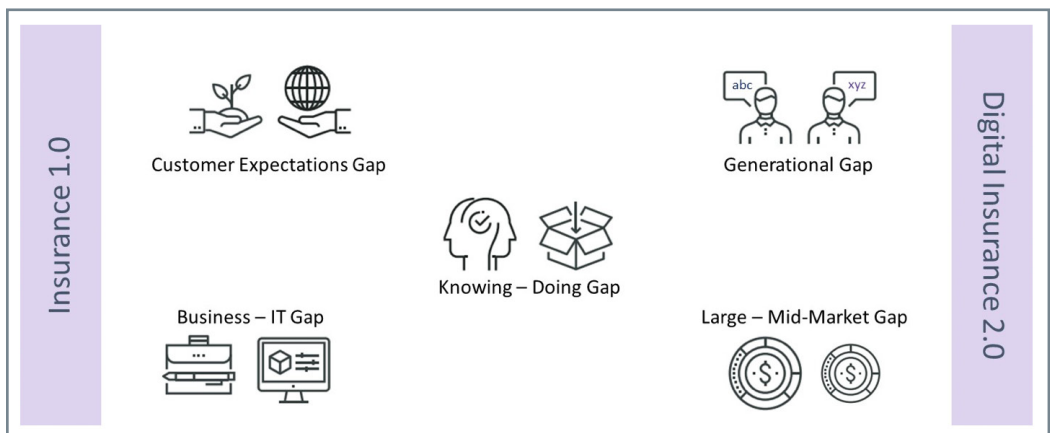 Insurance 1.0
abc
xyz
Customer Expectations Gap
Generational Gap
Knowing – Doing Gap
Business – IT Gap
Large – Mid-Market Gap
Digital Insurance 2.0